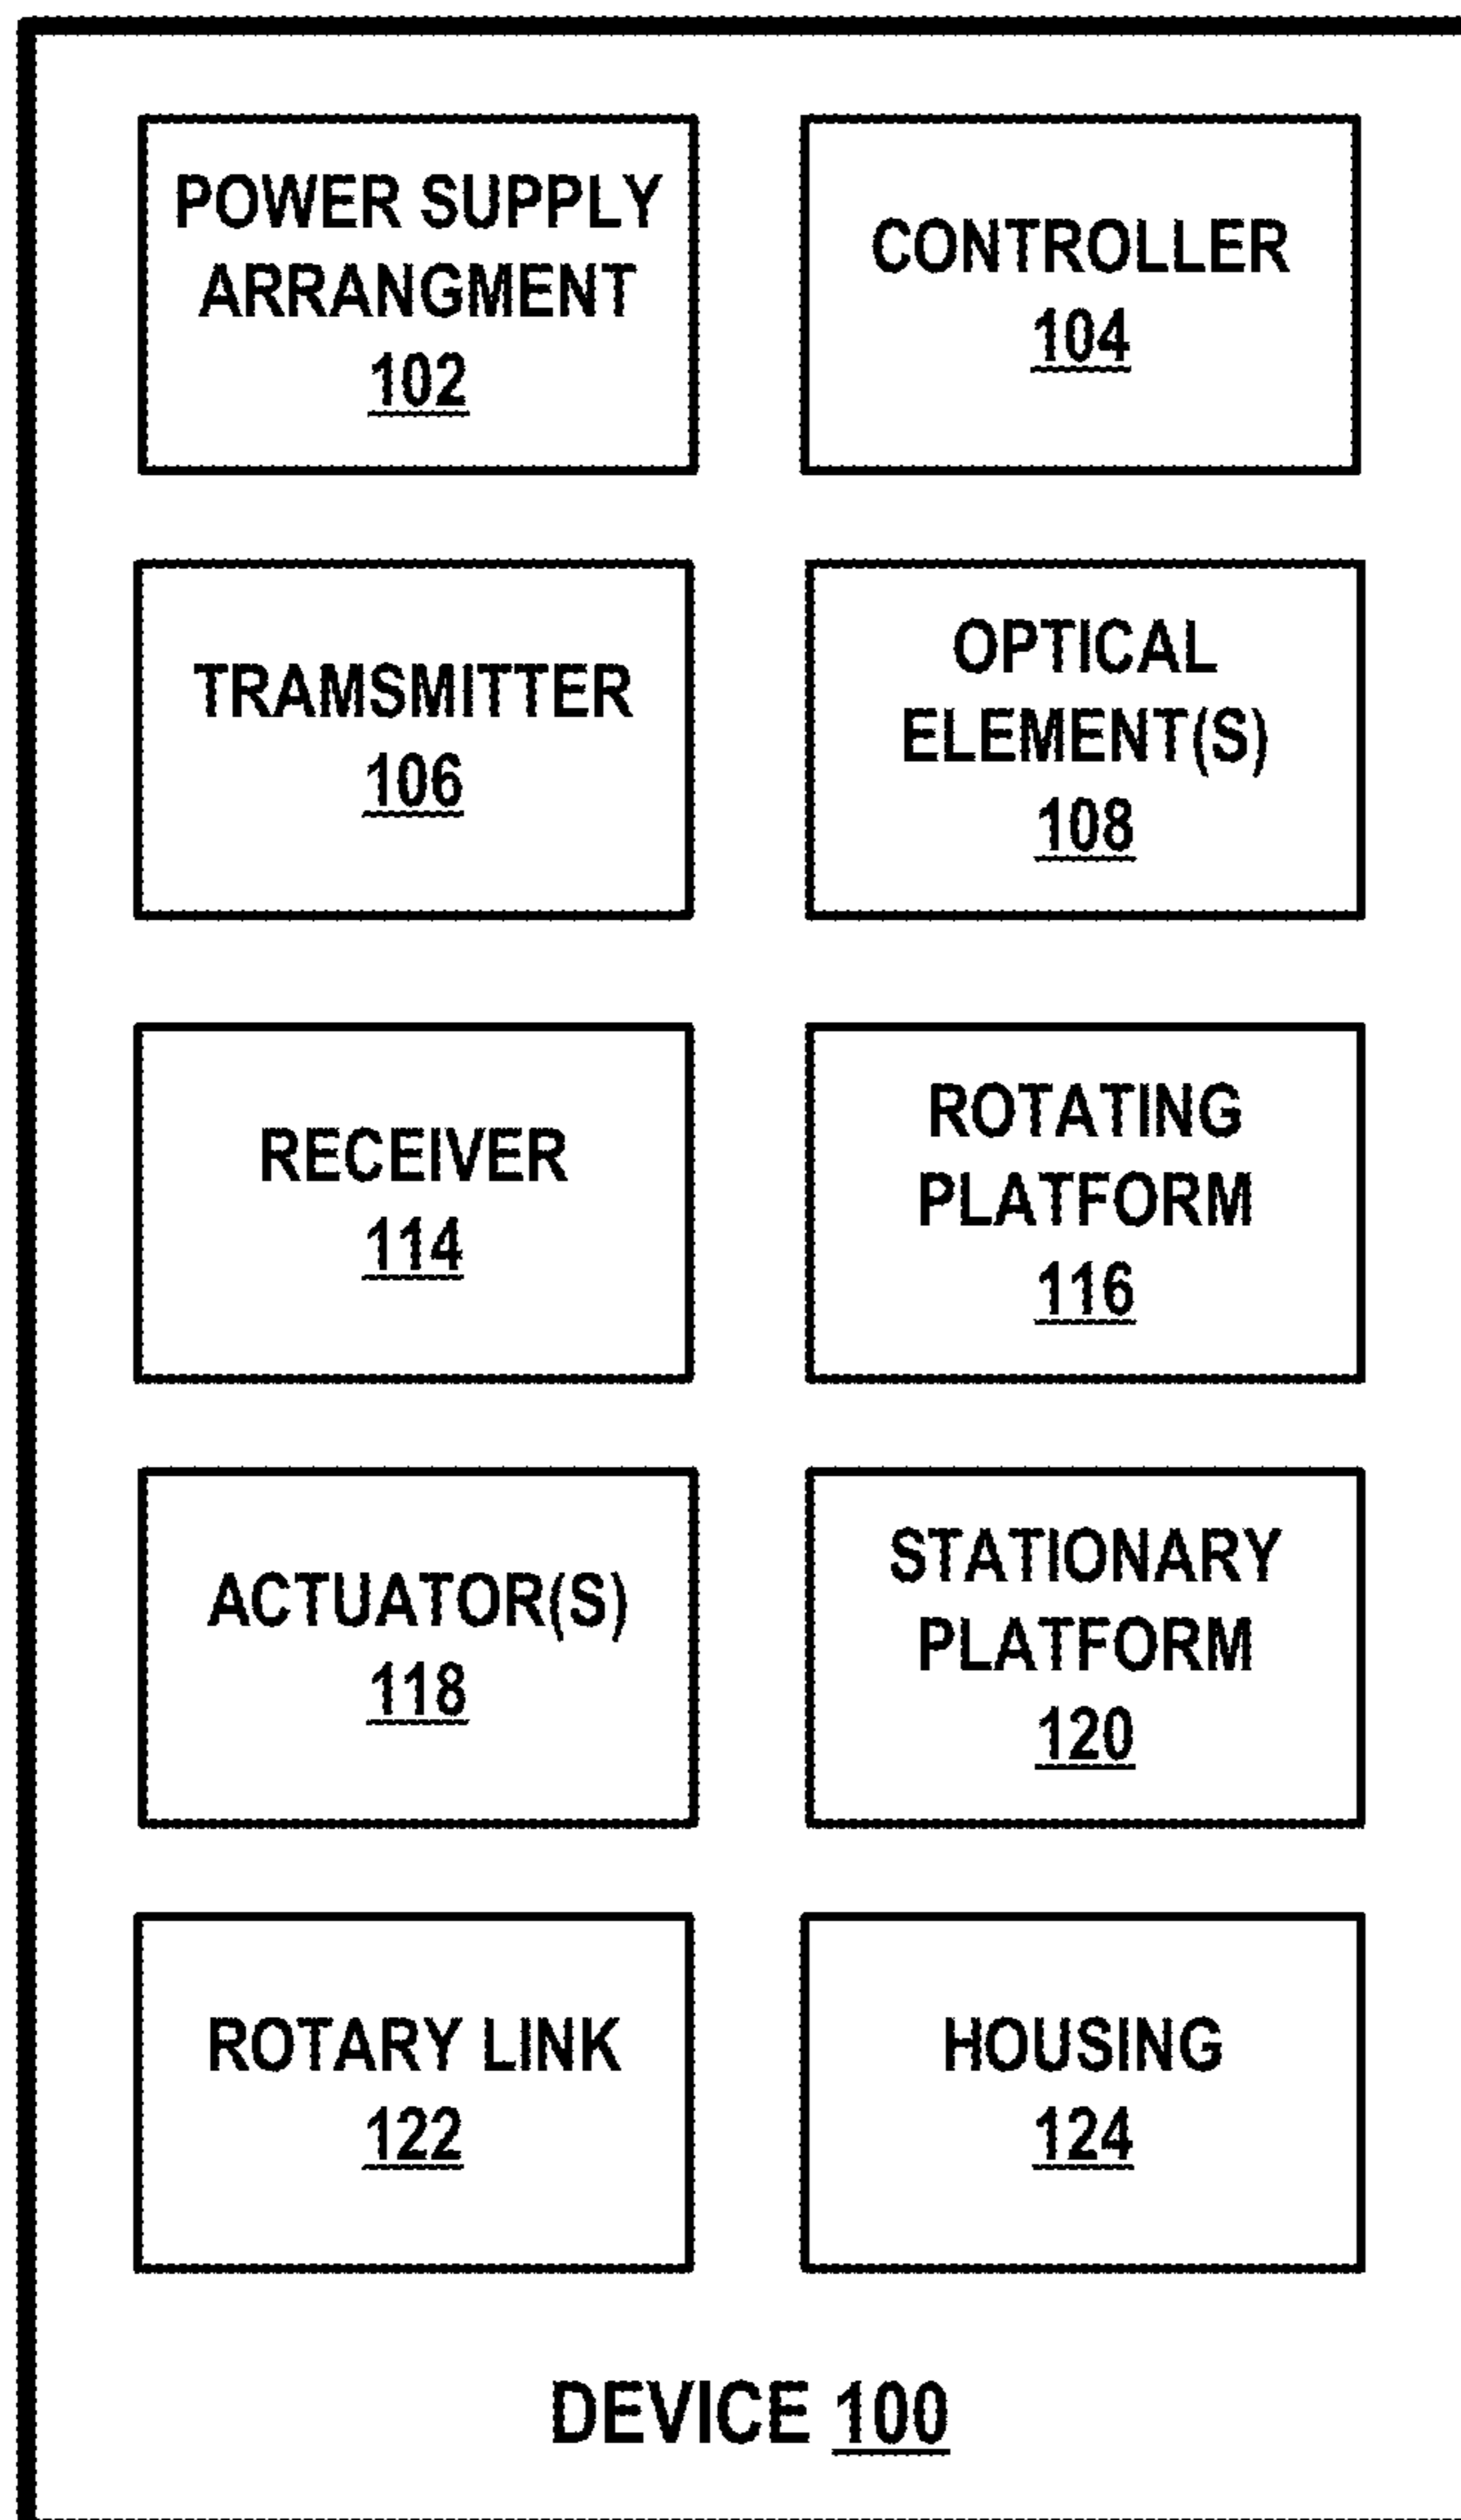 POWER SUPPLY
ARRANGMENT
102
CONTROLLER
104
TRAMSMITTER
106
OPTICAL
ELEMENT(S)
108
RECEIVER
114
ROTATING
PLATFORM
116
ACTUATOR(S)
118
STATIONARY
PLATFORM
120
ROTARY LINK
122
HOUSING
124
DEVICE 100